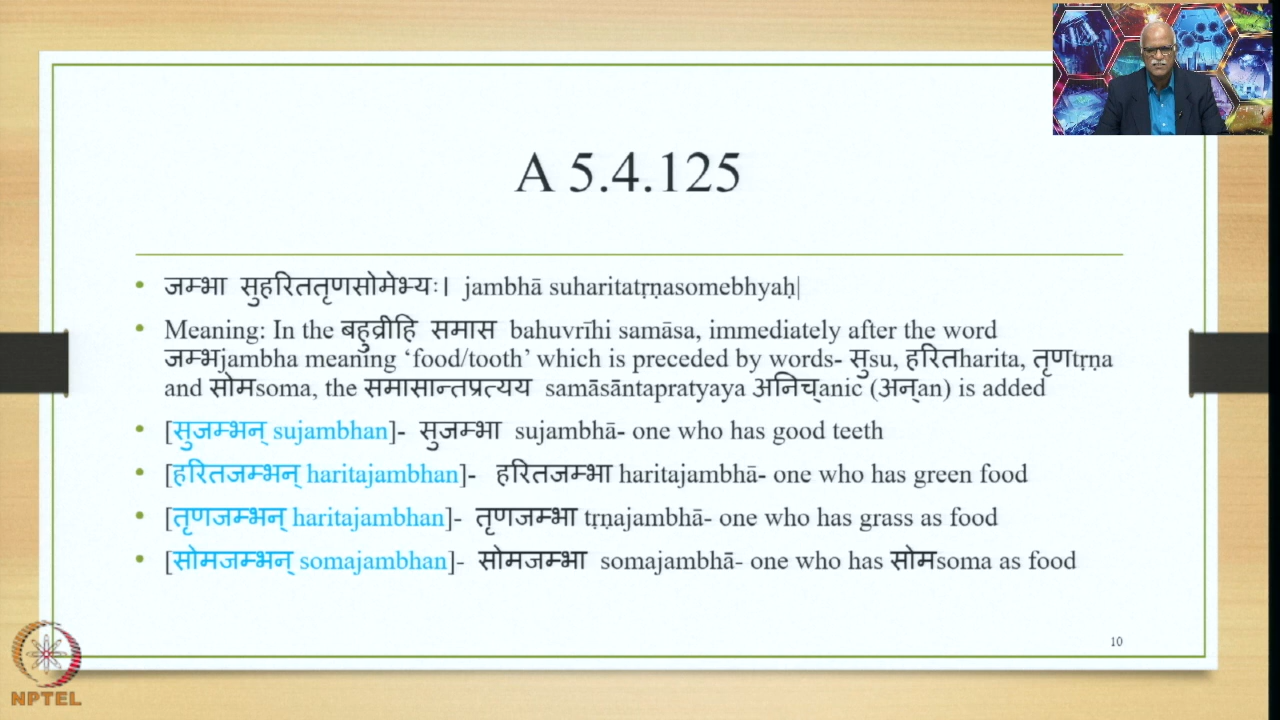 A 5.4.125
जम्भा सुहरिततृणसोमेभ्यः। jambhā suharitatṛṇasomebhyaḥ|
Meaning: In the बहुव्रीहि समास bahuvrīhi samāsa, immediately after the word
जम्भjambha meaning ‘food/tooth’ which is preceded by words- सुsu, हरितharita, तृणtṛṇa
and सोमsoma, the समासान्तप्रत्यय samāsāntapratyaya अनिच्anic (अन्an) is added
[सुजम्भन् sujambhan]- सुजम्भा sujambhā- one who has good teeth
[हरितजम्भन् haritajambhan]- हरितजम्भा haritajambhā- one who has green food
[तृणजम्भन् haritajambhan]- तृणजम्भा tṛṇajambhā- one who has grass as food
[सोमजम्भन् somajambhan]- सोमजम्भा somajambhā- one who has सोमsoma as food
10
NPTEL